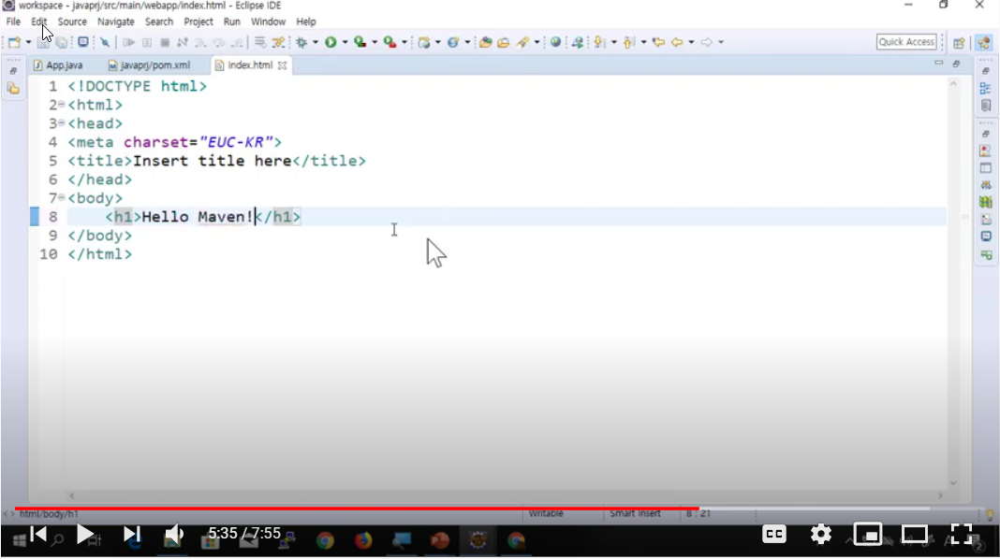 workspace - javaprj/src/main/webapp/index.html - Eclipse IDE
File Edit Source Navigate Search Project Run Window Help
Quick Access
App.java javaprj/pom.xml index.html
1 <!DOCTYPE html>
2 <html>
3 <head>
4 <meta charset="EUC-KR">
5 <title>Insert title here</title>
6 </head>
7 <body>
8 <h1>Hello Maven!</h1>
9 </body>
10 </html>
html/body/h1 Writable Smart Insert 8 : 21
5:35 / 7:55 CC